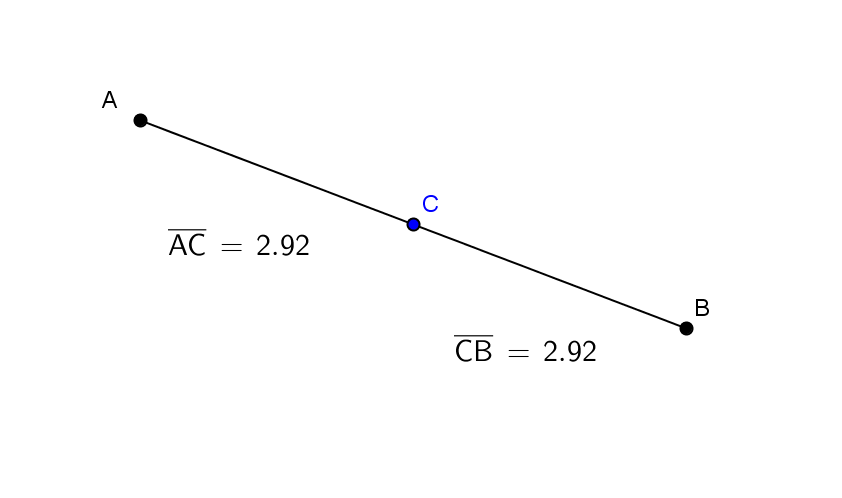 A
C
AC = 2.92
B
CB = 2.92